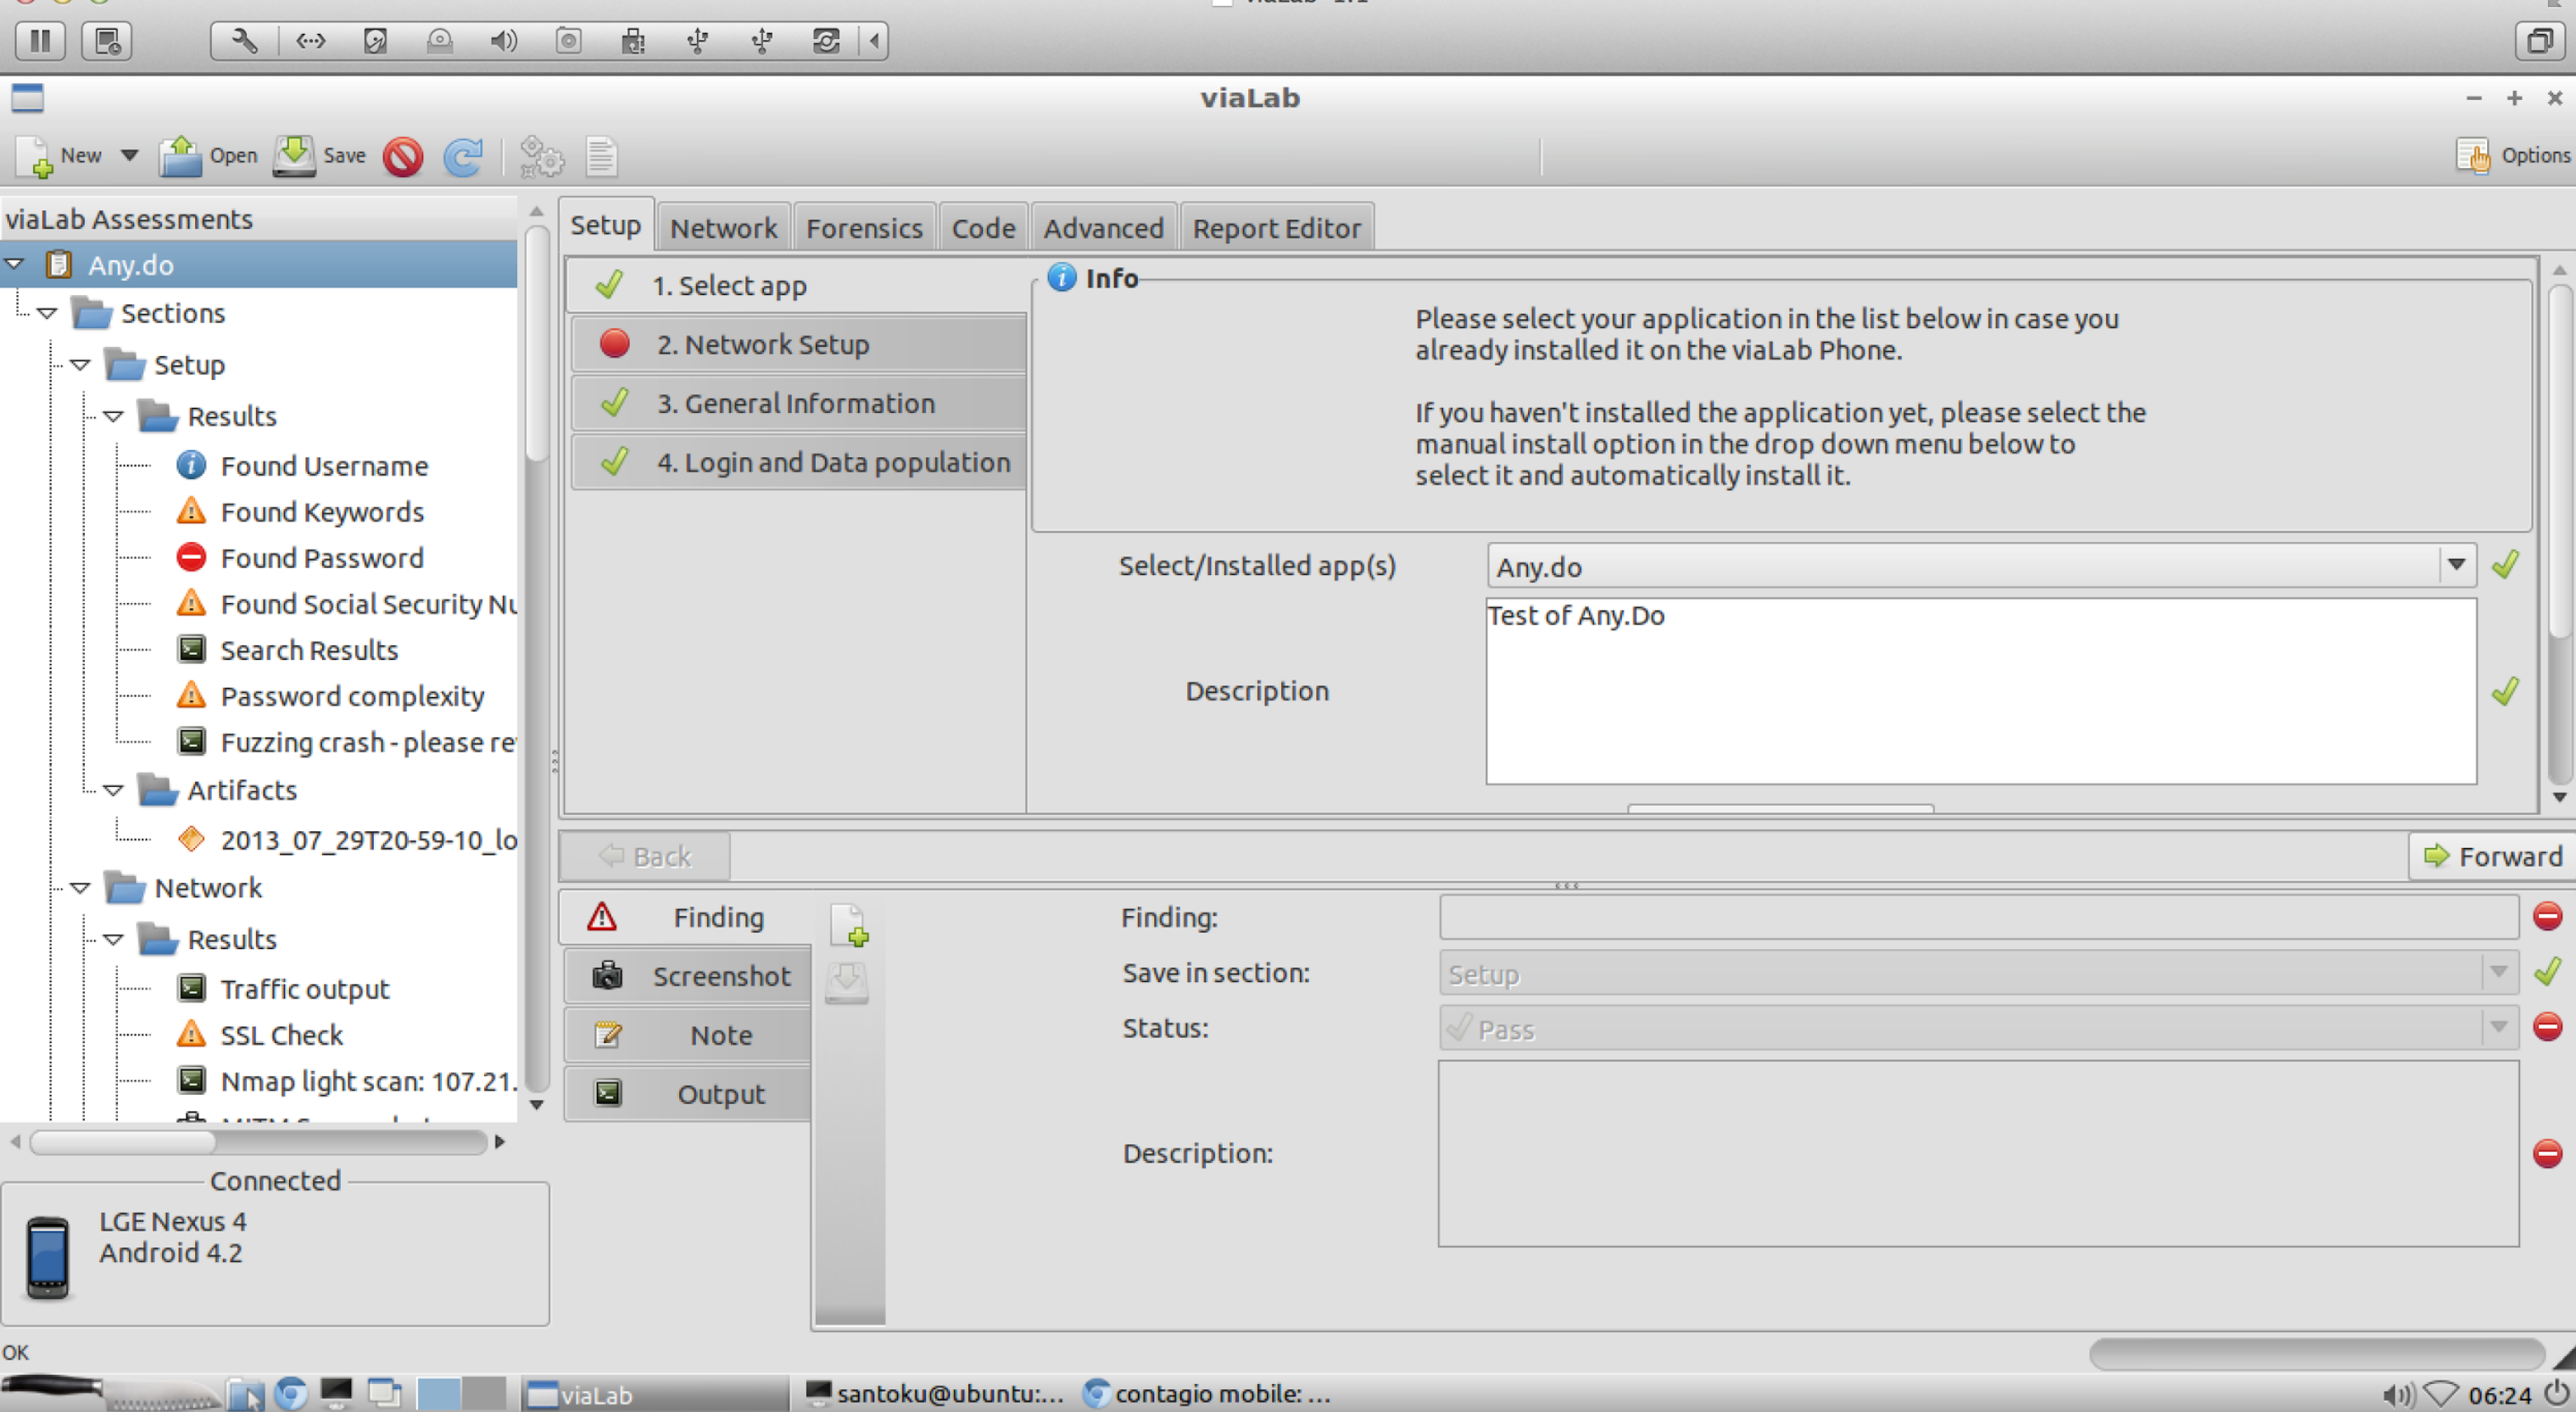 viaLab
New
Open
Save
Options
viaLab Assessments
Any.do
Sections
Setup
Results
Found Username
Found Keywords
Found Password
Found Social Security Nu
Search Results
Password complexity
Fuzzing crash - please re
Artifacts
2013_07_29T20-59-10_lo
Network
Results
Traffic output
SSL Check
Nmap light scan: 107.21.
Connected
LGE Nexus 4
Android 4.2
Setup
Network
Forensics
Code
Advanced
Report Editor
1. Select app
2. Network Setup
3. General Information
4. Login and Data population
Info
Please select your application in the list below in case you
already installed it on the viaLab Phone.
If you haven't installed the application yet, please select the
manual install option in the drop down menu below to
select it and automatically install it.
Select/Installed app(s)
Any.do
Description
Test of Any.Do
Back
Forward
Finding
Screenshot
Note
Output
Finding:
Save in section:
Setup
Status:
Pass
Description:
OK
viaLab
santoku@ubuntu:...
contagio mobile: ...
06:24